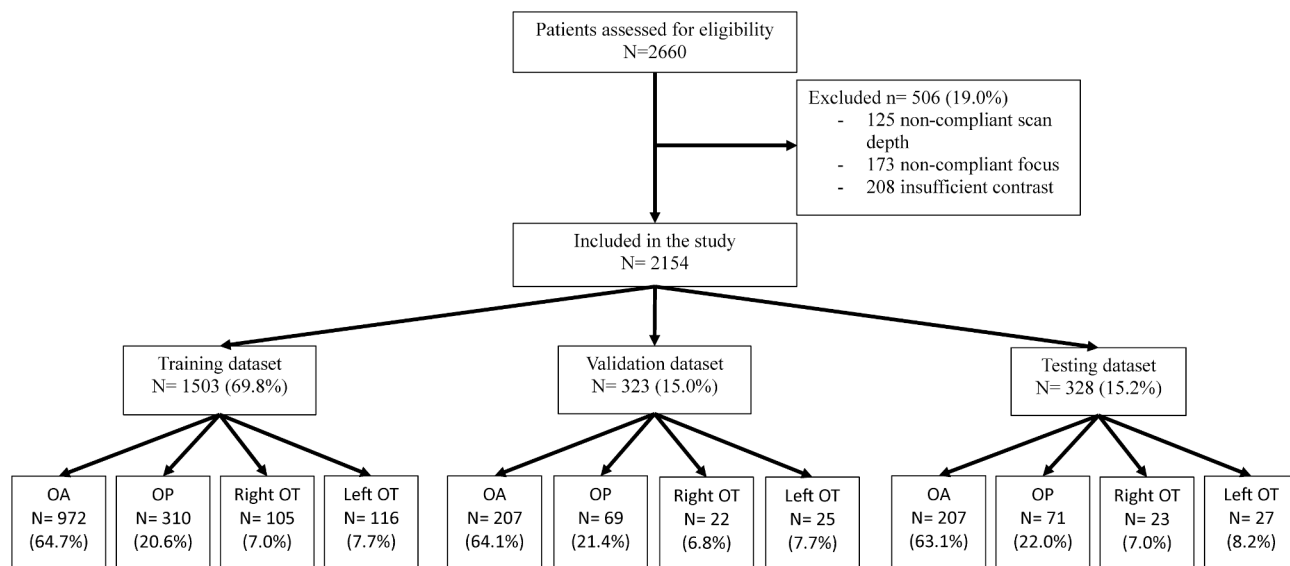 Patients assessed for eligibility
N=2660
Excluded n= 506 (19.0%)
- 125 non-compliant scan
depth
- 173 non-compliant focus
- 208 insufficient contrast
Included in the study
N= 2154
Training dataset
N= 1503 (69.8%)
Validation dataset
N= 323 (15.0%)
Testing dataset
N= 328 (15.2%)
OA
N= 972
(64.7%)
OP
N= 310
(20.6%)
Right OT
N= 105
(7.0%)
Left OT
N= 116
(7.7%)
OA
N= 207
(64.1%)
OP
N= 69
(21.4%)
Right OT
N= 22
(6.8%)
Left OT
N= 25
(7.7%)
OA
N= 207
(63.1%)
OP
N= 71
(22.0%)
Right OT
N= 23
(7.0%)
Left OT
N= 27
(8.2%)